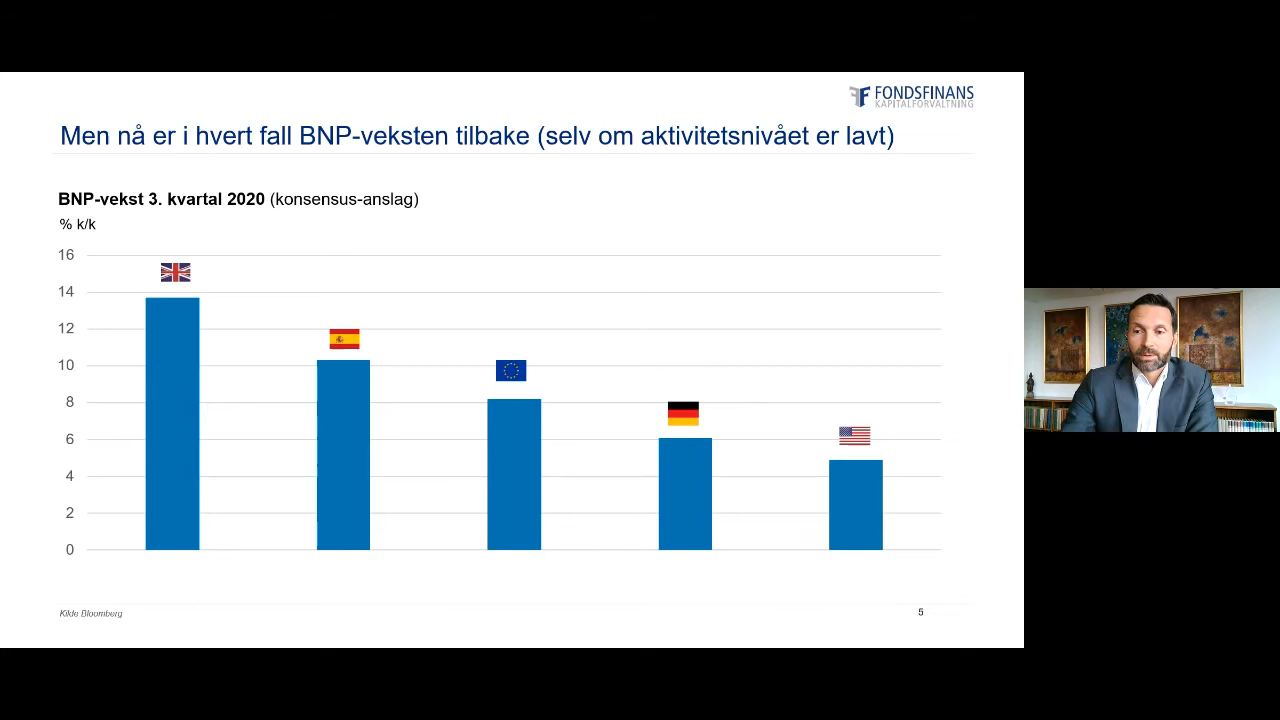 FONDSFINANS
KAPITALFORVALTNING
Men nå er i hvert fall BNP-veksten tilbake (selv om aktivitetsnivået er lavt)
BNP-vekst 3. kvartal 2020 (konsensus-anslag)
% k/k
16
14
12
10
8
6
4
2
0
Kilde Bloomberg
5